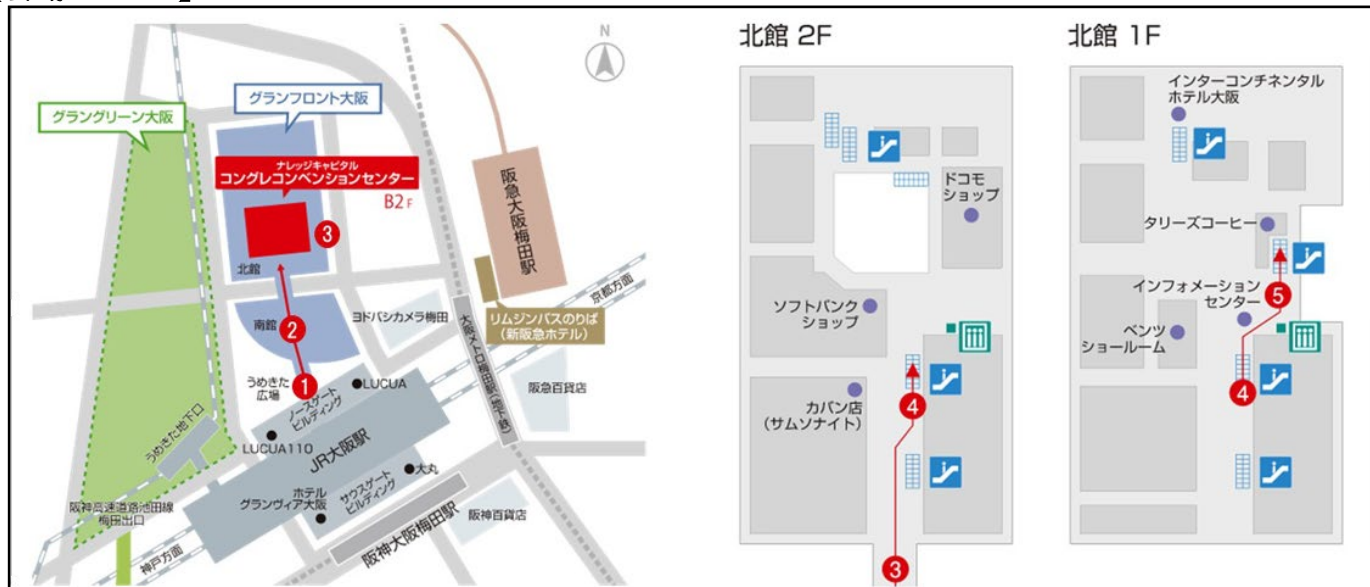 N
グランフロント大阪
グラングリーン大阪
ナレッジキャピタル
コングレコンベンションセンター
B2F
3
北館
2
南館
1
うめきた
広場
阪急大阪梅田駅
京都方面
ヨドバシカメラ梅田
リムジンバスのりば
(新阪急ホテル)
大阪メトロ梅田駅(地下鉄)
LUCUA
ノースゲート
ビルディング
阪急百貨店
うめきた地下口
LUCUA110
JR大阪駅
大丸
サウスゲート
ビルディング
ホテル
グランヴィア大阪
阪神高速道路池田線
梅田出口
阪神百貨店
阪神大阪梅田駅
神戸方面
北館 2F
ドコモ
ショップ
ソフトバンク
ショップ
カバン店
(サムソナイト)
4
3
北館 1F
インターコンチネンタル
ホテル大阪
タリーズコーヒー
インフォメーション
センター
5
ベンツ
ショールーム
4